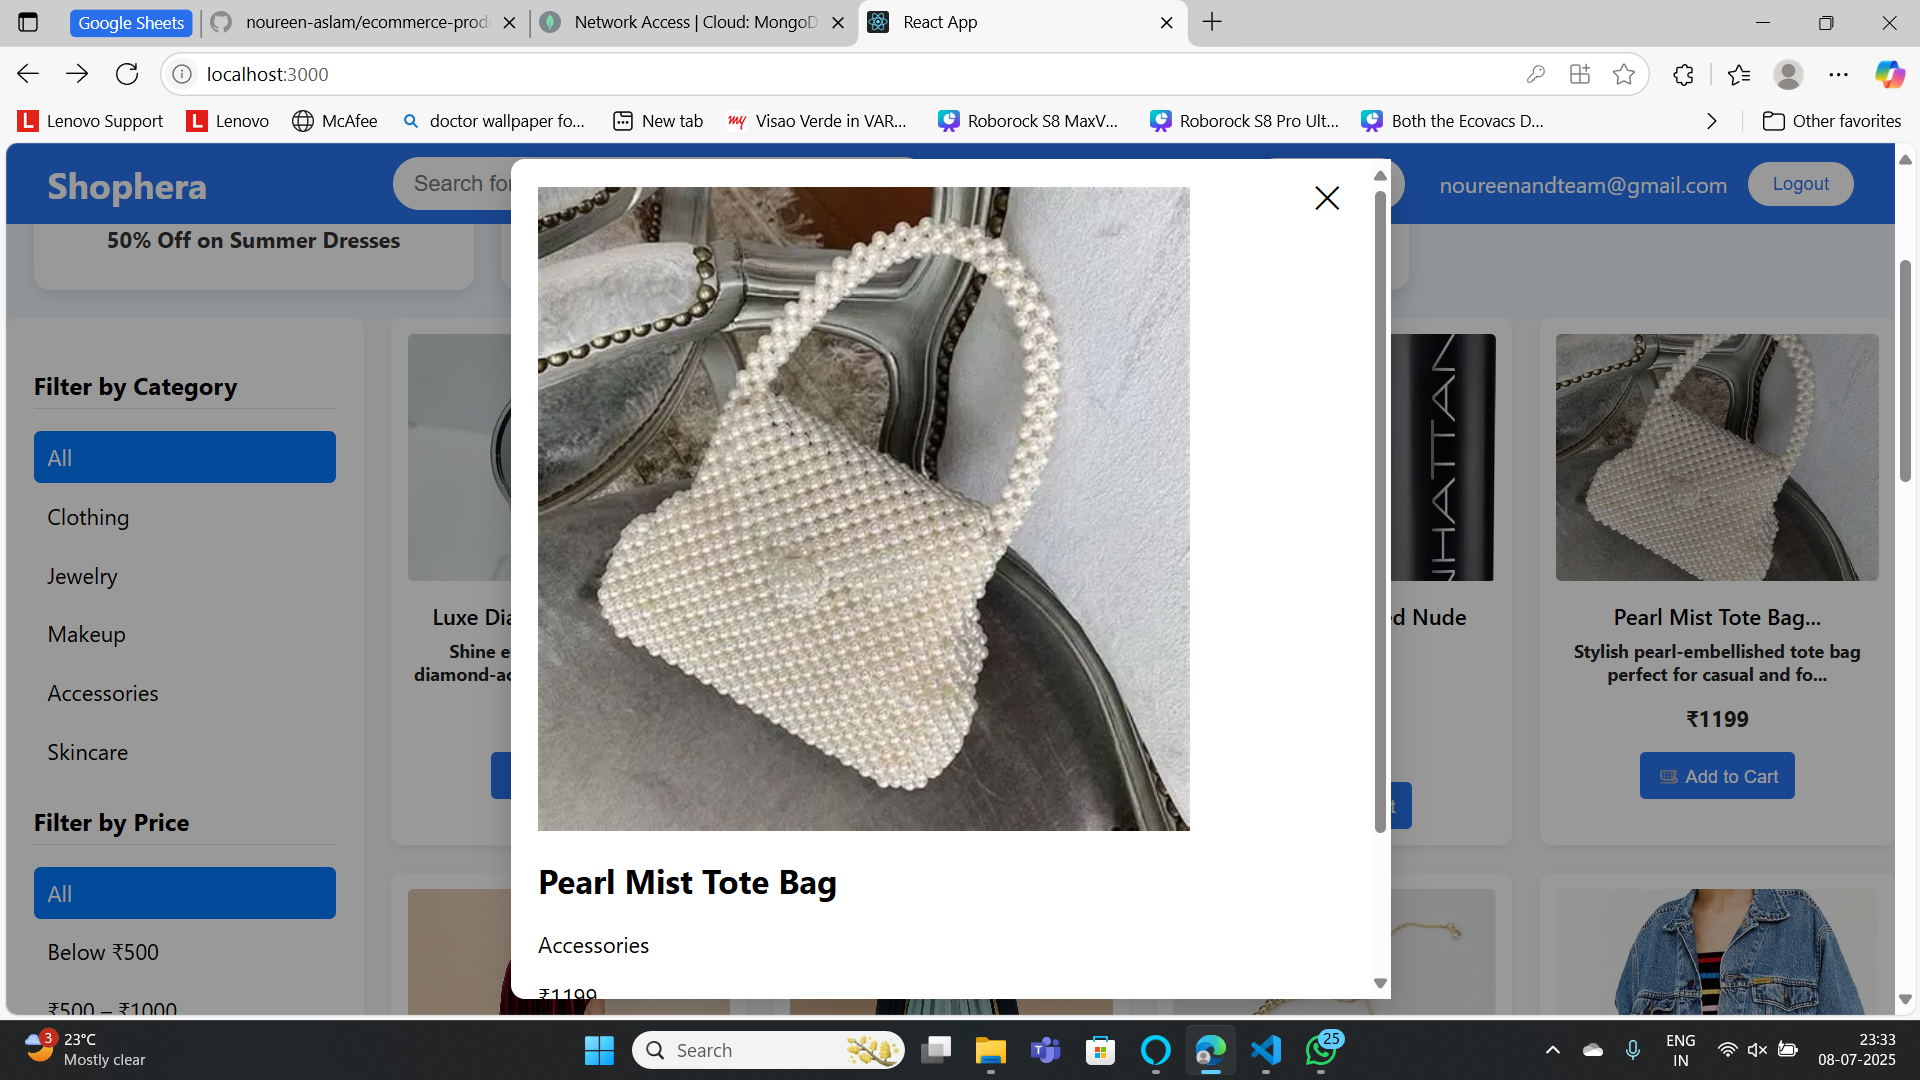 Google Sheets
noureen-aslam/ecommerce-prod
Network Access | Cloud: MongoD
React App
localhost:3000
Lenovo Support
Lenovo
McAfee
doctor wallpaper fo...
New tab
Visao Verde in VAR...
Roborock S8 MaxV...
Roborock S8 Pro Ult...
Both the Ecovacs D...
Other favorites
Shophera
Search for
noureenandteam@gmail.com
Logout
50% Off on Summer Dresses
Filter by Category
All
Clothing
Jewelry
Makeup
Accessories
Skincare
Filter by Price
All
Below ₹500
₹500 – ₹1000
Luxe Dia
Shine e
diamond-ac
Pearl Mist Tote Bag
Accessories
₹1199
MANHATTAN
d Nude
t
Pearl Mist Tote Bag...
Stylish pearl-embellished tote bag
perfect for casual and fo...
₹1199
Add to Cart
3
23°C
Mostly clear
Search
25
ENG
IN
23:33
08-07-2025